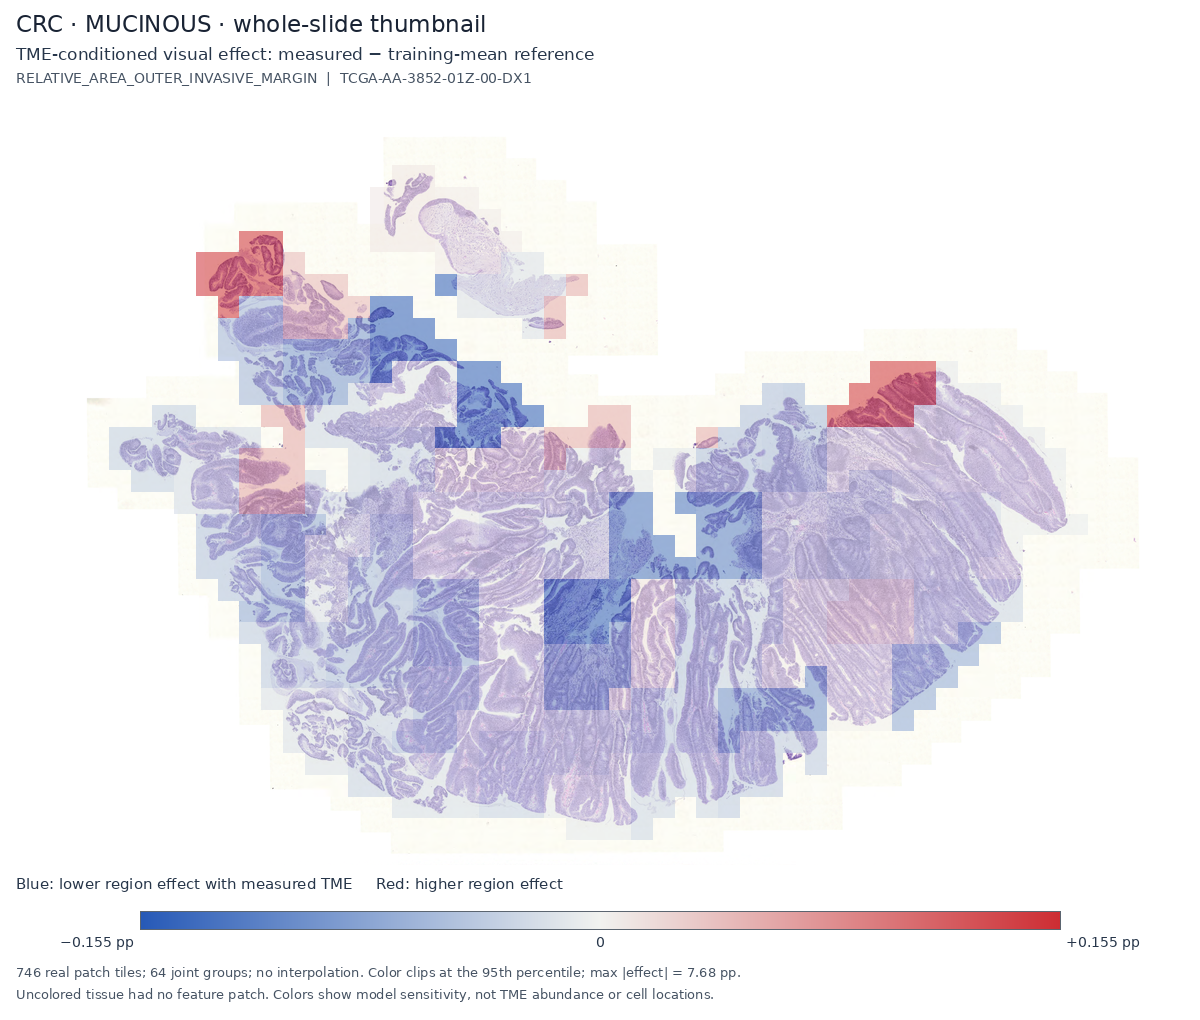 CRC · MUCINOUS · whole-slide thumbnail
TME-conditioned visual effect: measured − training-mean reference
RELATIVE_AREA_OUTER_INVASIVE_MARGIN | TCGA-AA-3852-01Z-00-DX1
Blue: lower region effect with measured TME Red: higher region effect
−0.155 pp 0 +0.155 pp
746 real patch tiles; 64 joint groups; no interpolation. Color clips at the 95th percentile; max |effect| = 7.68 pp.
Uncolored tissue had no feature patch. Colors show model sensitivity, not TME abundance or cell locations.